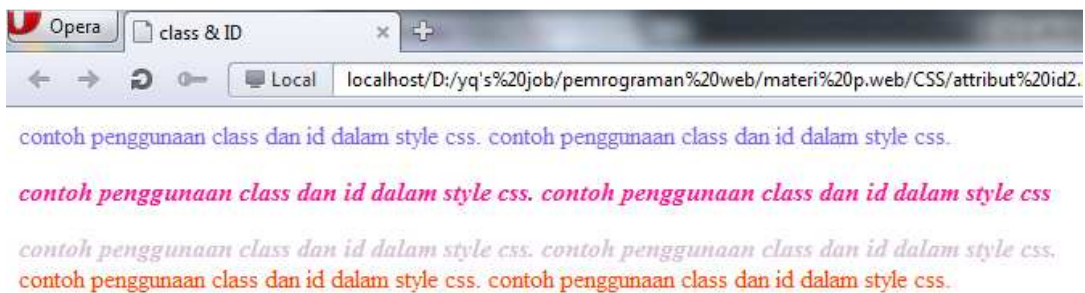 Opera
class & ID
Local localhost/D:/yq's%20job/pemrograman%20web/materi%20p.web/CSS/attribut%20id2.
contoh penggunaan class dan id dalam style css. contoh penggunaan class dan id dalam style css.
contoh penggunaan class dan id dalam style css. contoh penggunaan class dan id dalam style css
contoh penggunaan class dan id dalam style css. contoh penggunaan class dan id dalam style css.
contoh penggunaan class dan id dalam style css. contoh penggunaan class dan id dalam style css.